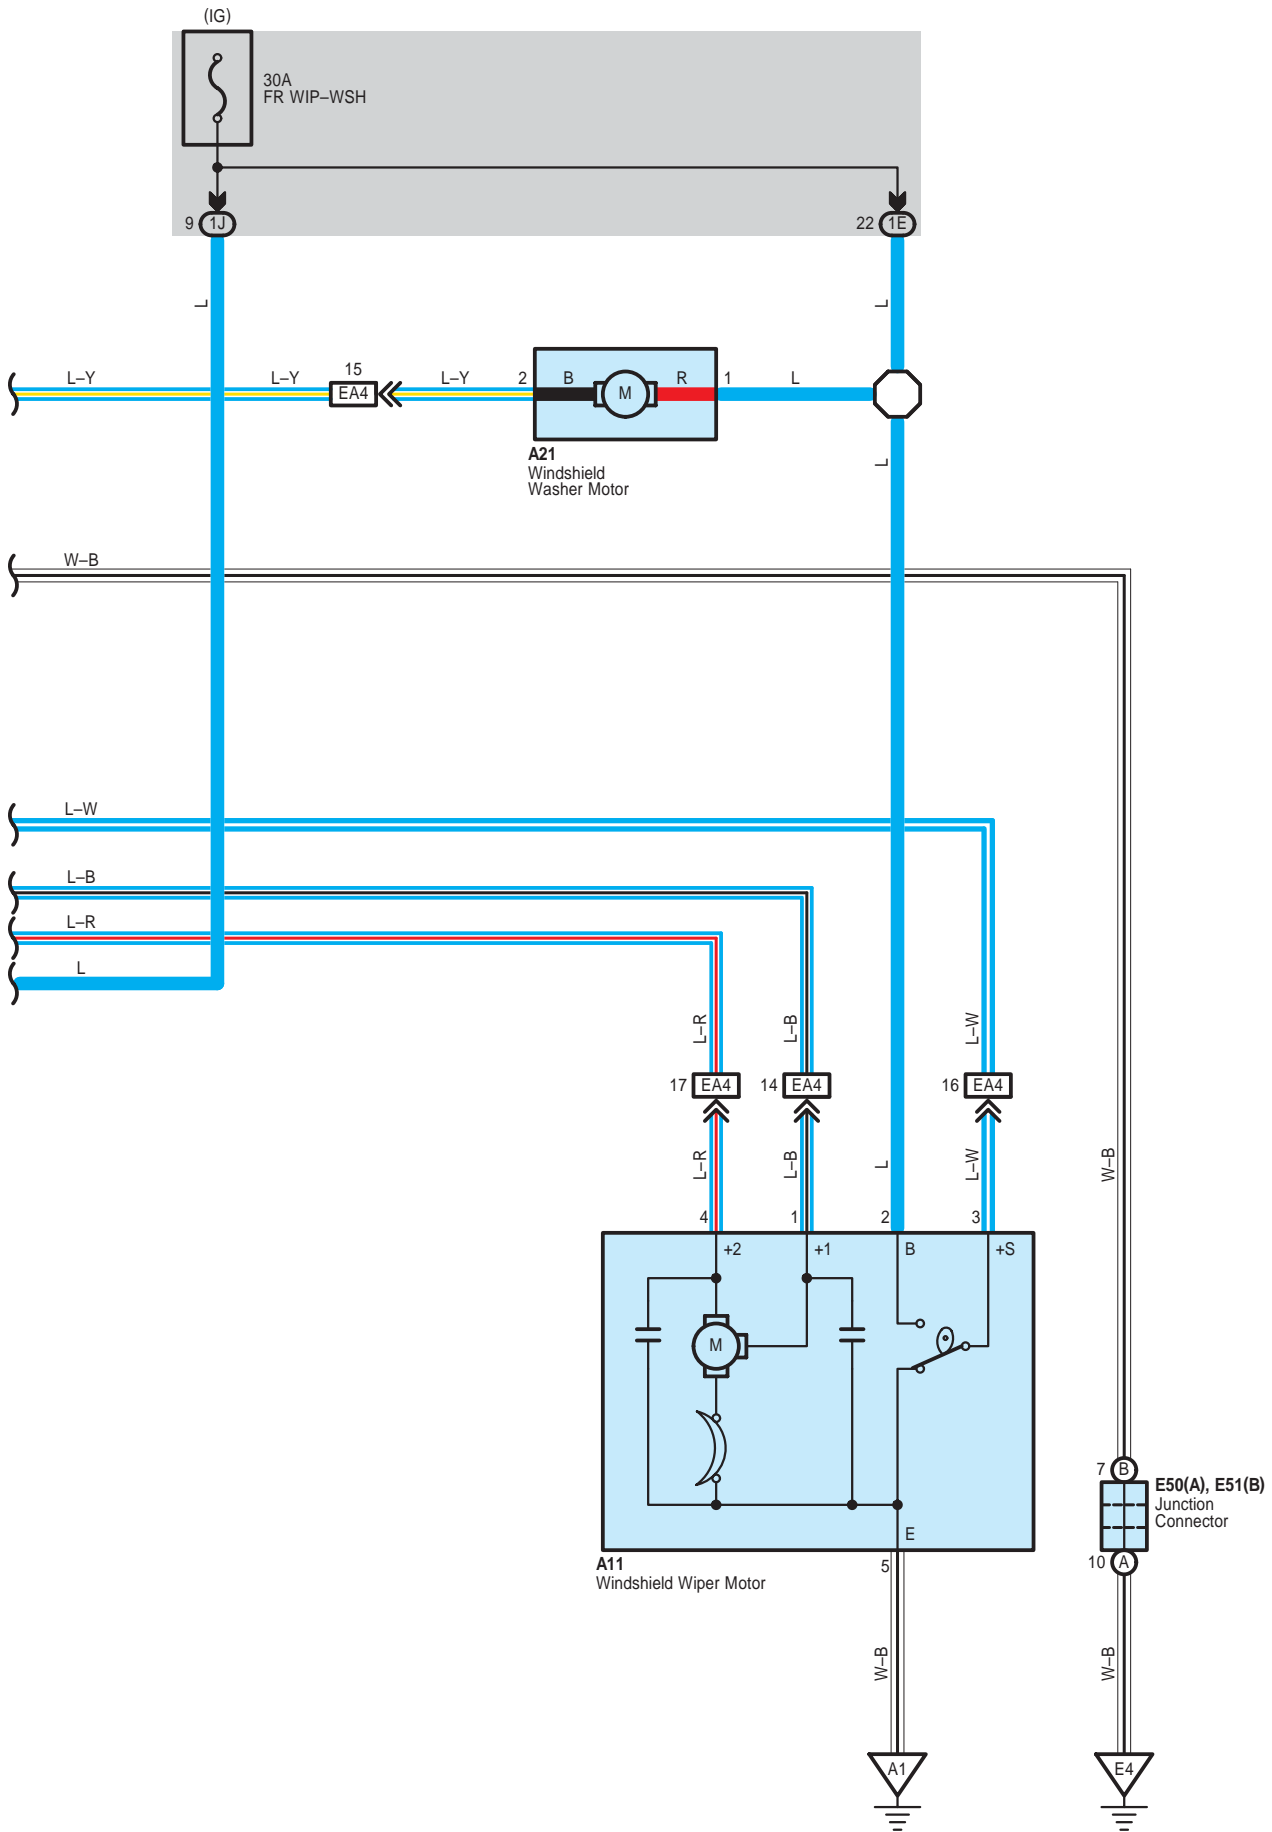 (IG)
30A
FR WIP–WSH
9 1J
22 1E
L
L
L–Y
L–Y
15
EA4
L–Y
2
B
M
R
1
L
A21
Windshield
Washer Motor
L
W–B
L–W
L–B
L–R
L
L–R
L–B
L–W
17 EA4
14 EA4
16 EA4
L–R
L–B
L
L–W
W–B
4
1
2
3
+2
+1
B
+S
M
E
A11
Windshield Wiper Motor
5
7 B
E50(A), E51(B)
Junction
Connector
10 A
W–B
W–B
A1
E4